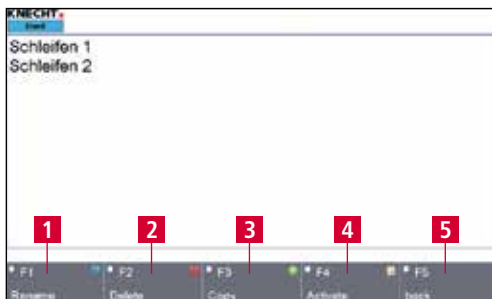 KNECHT.
Schleifen 1
Schleifen 2
1 2 3 4 5
F1 F2 F3 F4 F5
Rename Delete Copy Activate back